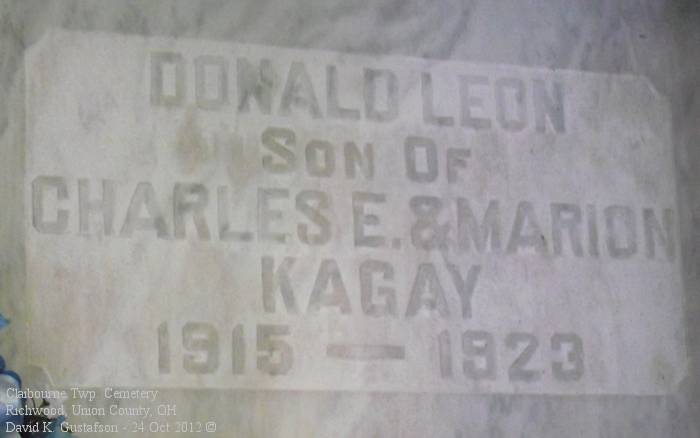 DONALD LEON
SON OF
CHARLES E. & MARION
KAGAY
1915 — 1923
Claibourne Twp Cemetery
Richwood, Union County, OH
David K. Gustafson - 24 Oct 2012 ©